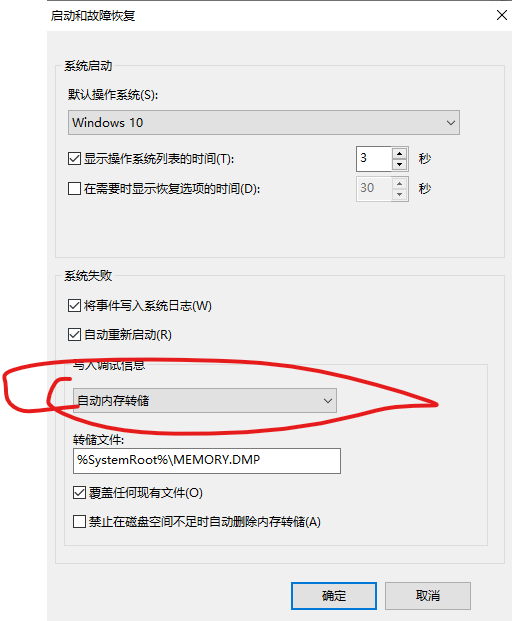 启动和故障恢复
系统启动
默认操作系统(S):
Windows 10
显示操作系统列表的时间(T): 3 秒
在需要时显示恢复选项的时间(D): 30 秒
系统失败
将事件写入系统日志(W)
自动重新启动(R)
写入调试信息
自动内存转储
转储文件:
%SystemRoot%\MEMORY.DMP
覆盖任何现有文件(O)
禁止在磁盘空间不足时自动删除内存转储(A)
确定 取消